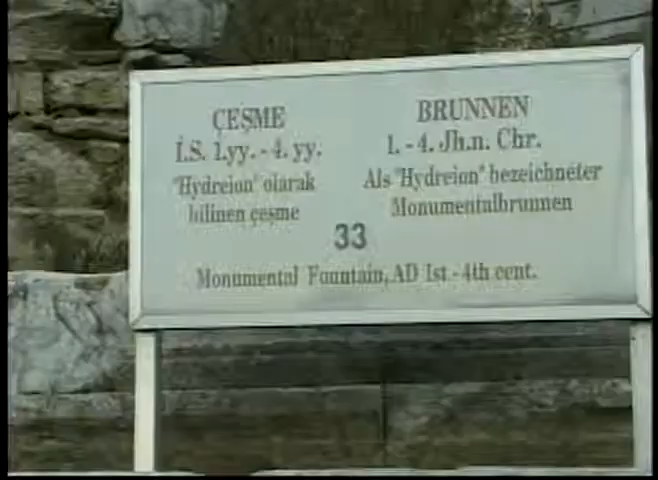 ÇEŞME
İ.S. 1.yy. - 4. yy.
"Hydreion" olarak
bilinen çeşme
BRUNNEN
1. - 4. Jh.n. Chr.
Als "Hydreion" bezeichneter
Monumentalbrunnen
33
Monumental Fountain, AD 1st - 4th cent.